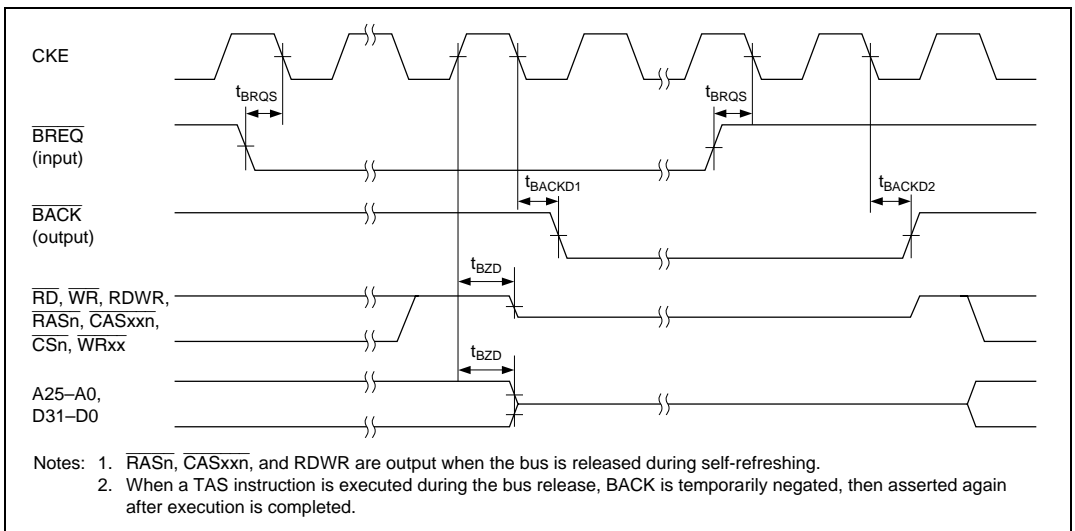 CKE
tBRQS
tBRQS
BREQ
(input)
tBACKD1
tBACKD2
BACK
(output)
tBZD
RD, WR, RDWR,
RASn, CASxxn,
CSn, WRxx
tBZD
A25–A0,
D31–D0
Notes: 1. RASn, CASxxn, and RDWR are output when the bus is released during self-refreshing.
2. When a TAS instruction is executed during the bus release, BACK is temporarily negated, then asserted again
after execution is completed.